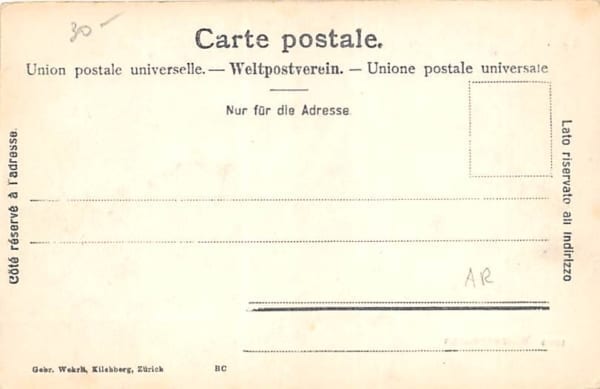 30-
Carte postale.
Union postale universelle. — Weltpostverein. — Unione postale universale
Nur für die Adresse.
Côté réservé à l'adresse.
Lato riservato all indirizzo
AR
Gebr. Wehrli, Kilchberg, Zürich BC